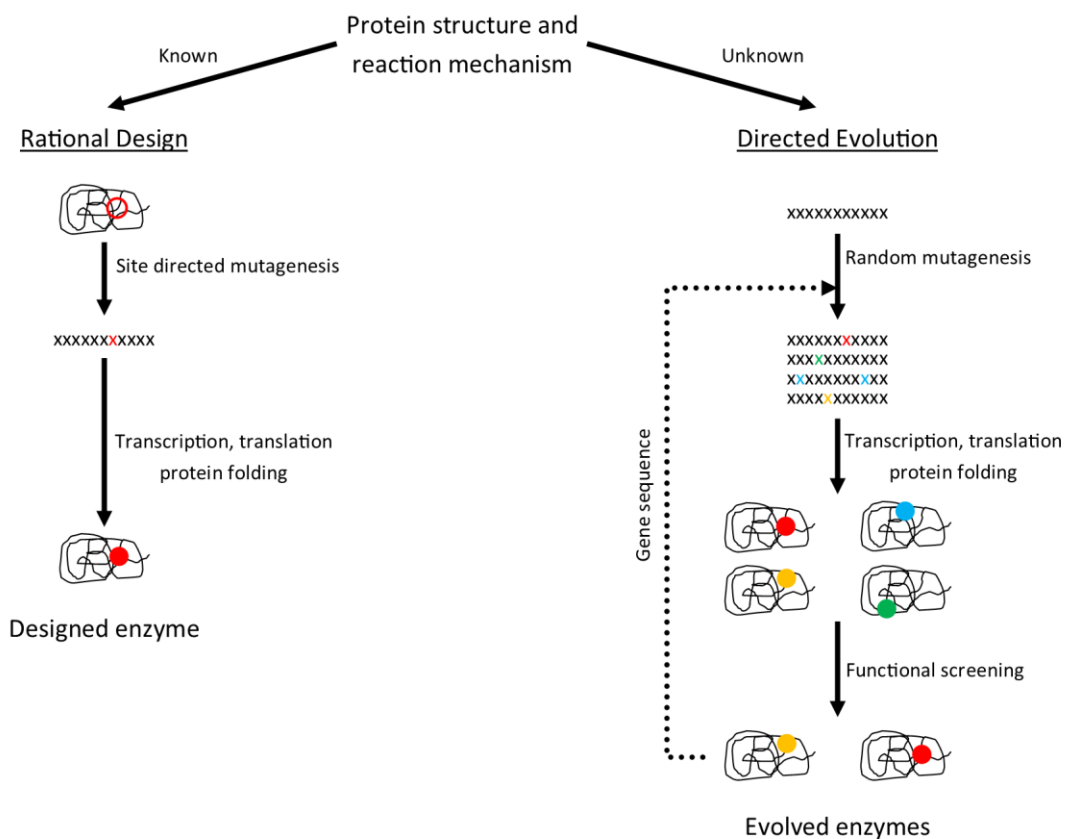 Protein structure and
reaction mechanism
Known
Unknown
Rational Design
Site directed mutagenesis
xxxxxxxxxxx
Transcription, translation
protein folding
Designed enzyme
Directed Evolution
xxxxxxxxxxx
Random mutagenesis
xxxxxxxxxxx
xxxxxxxxxxx
xxxxxxxxxxx
xxxxxxxxxxx
Transcription, translation
protein folding
Gene sequence
Functional screening
Evolved enzymes